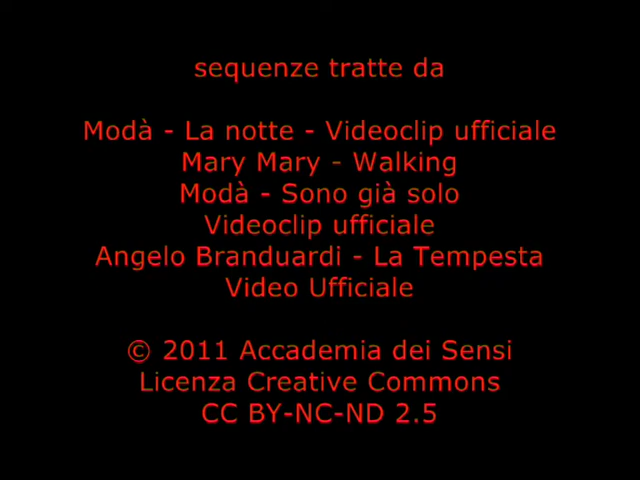 sequenze tratte da
Modà - La notte - Videoclip ufficiale
Mary Mary - Walking
Modà - Sono già solo
Videoclip ufficiale
Angelo Branduardi - La Tempesta
Video Ufficiale
© 2011 Accademia dei Sensi
Licenza Creative Commons
CC BY-NC-ND 2.5